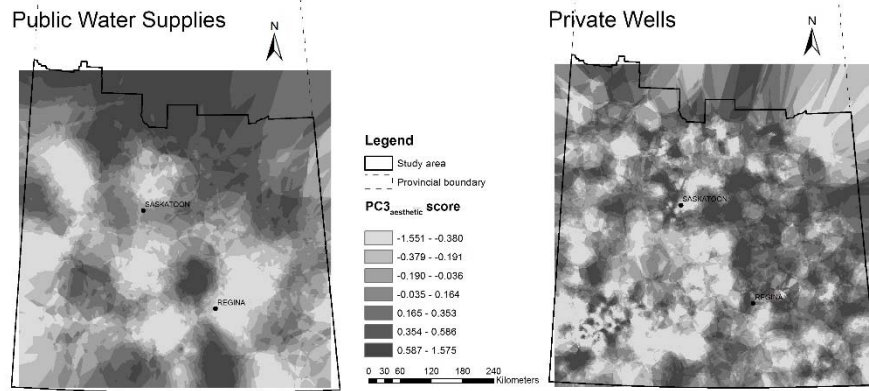 Public Water Supplies
N
SASKATOON
REGINA
Legend
Study area
Provincial boundary
PC3aesthetic score
-1.551 - -0.380
-0.379 - -0.191
-0.190 - -0.036
-0.035 - 0.164
0.165 - 0.353
0.354 - 0.586
0.587 - 1.575
0 30 60 120 180 240
Kilometers
Private Wells
N
SASKATOON
REGINA